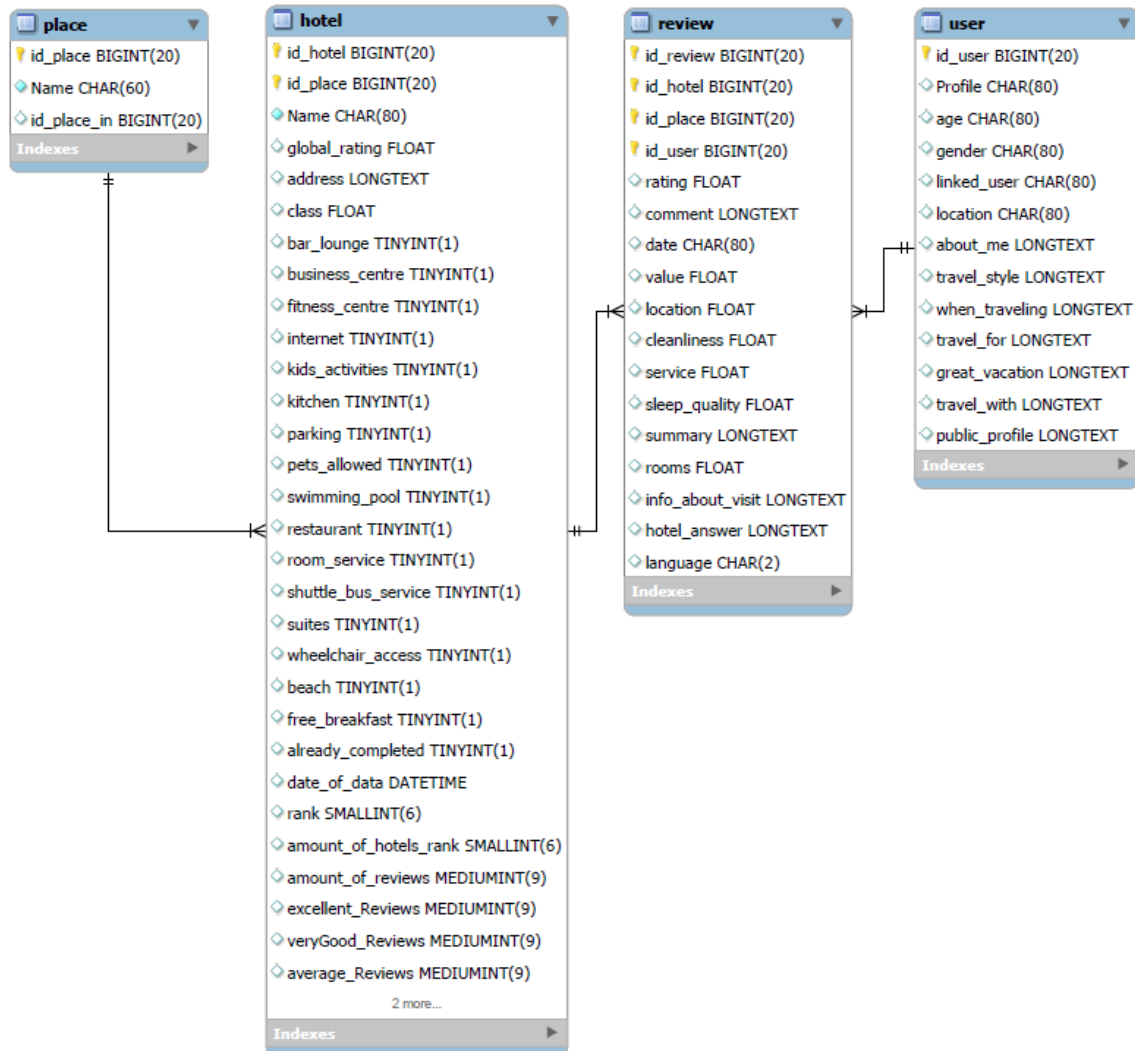 place
id_place BIGINT(20)
Name CHAR(60)
id_place_in BIGINT(20)
Indexes
hotel
id_hotel BIGINT(20)
id_place BIGINT(20)
Name CHAR(80)
global_rating FLOAT
address LONGTEXT
class FLOAT
bar_lounge TINYINT(1)
business_centre TINYINT(1)
fitness_centre TINYINT(1)
internet TINYINT(1)
kids_activities TINYINT(1)
kitchen TINYINT(1)
parking TINYINT(1)
pets_allowed TINYINT(1)
swimming_pool TINYINT(1)
restaurant TINYINT(1)
room_service TINYINT(1)
shuttle_bus_service TINYINT(1)
suites TINYINT(1)
wheelchair_access TINYINT(1)
beach TINYINT(1)
free_breakfast TINYINT(1)
already_completed TINYINT(1)
date_of_data DATETIME
rank SMALLINT(6)
amount_of_hotels_rank SMALLINT(6)
amount_of_reviews MEDIUMINT(9)
excellent_Reviews MEDIUMINT(9)
veryGood_Reviews MEDIUMINT(9)
average_Reviews MEDIUMINT(9)
2 more...
Indexes
review
id_review BIGINT(20)
id_hotel BIGINT(20)
id_place BIGINT(20)
id_user BIGINT(20)
rating FLOAT
comment LONGTEXT
date CHAR(80)
value FLOAT
location FLOAT
cleanliness FLOAT
service FLOAT
sleep_quality FLOAT
summary LONGTEXT
rooms FLOAT
info_about_visit LONGTEXT
hotel_answer LONGTEXT
language CHAR(2)
Indexes
user
id_user BIGINT(20)
Profile CHAR(80)
age CHAR(80)
gender CHAR(80)
linked_user CHAR(80)
location CHAR(80)
about_me LONGTEXT
travel_style LONGTEXT
when_traveling LONGTEXT
travel_for LONGTEXT
great_vacation LONGTEXT
travel_with LONGTEXT
public_profile LONGTEXT
Indexes